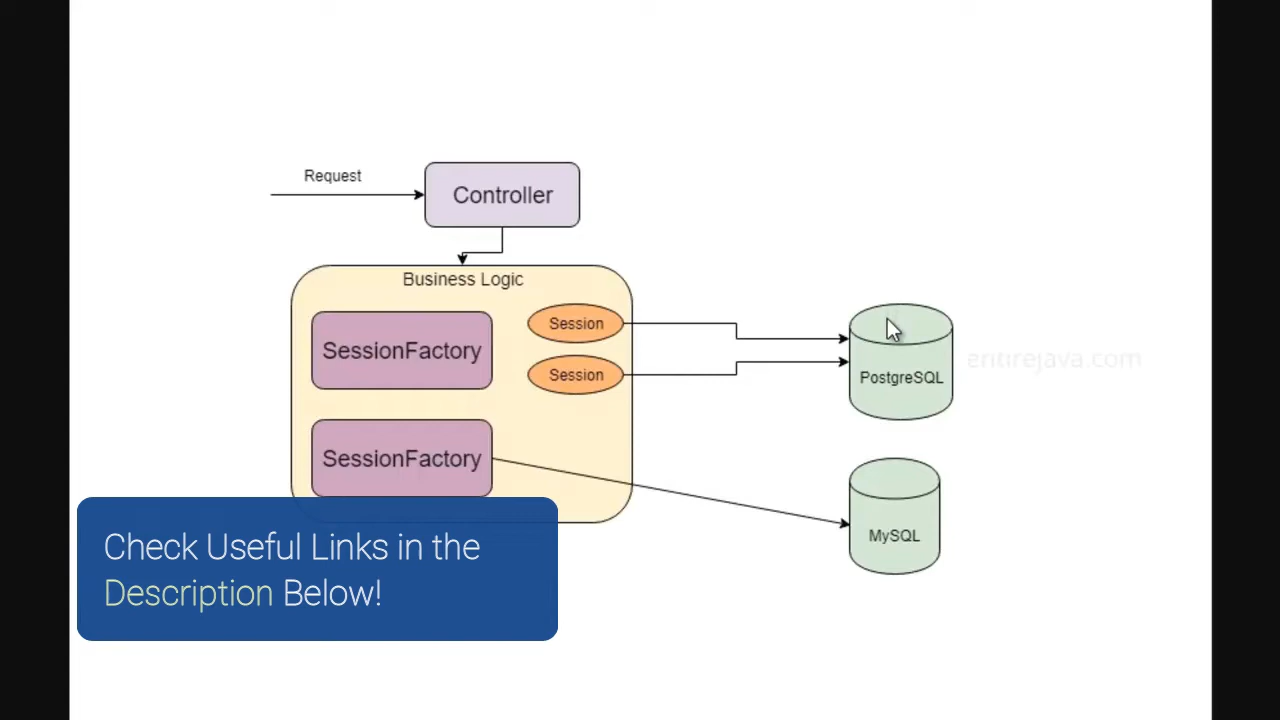 Request
Controller
Business Logic
SessionFactory
Session
Session
SessionFactory
PostgreSQL
entirejava.com
MySQL
Check Useful Links in the
Description Below!